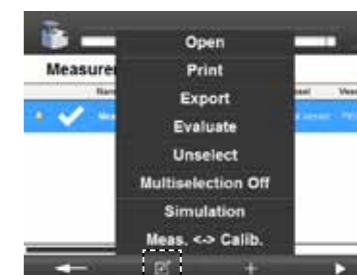 Open
Measure
Print
Export
Evaluate
Unselect
Multiselection Off
Simulation
Meas. <-> Calib.